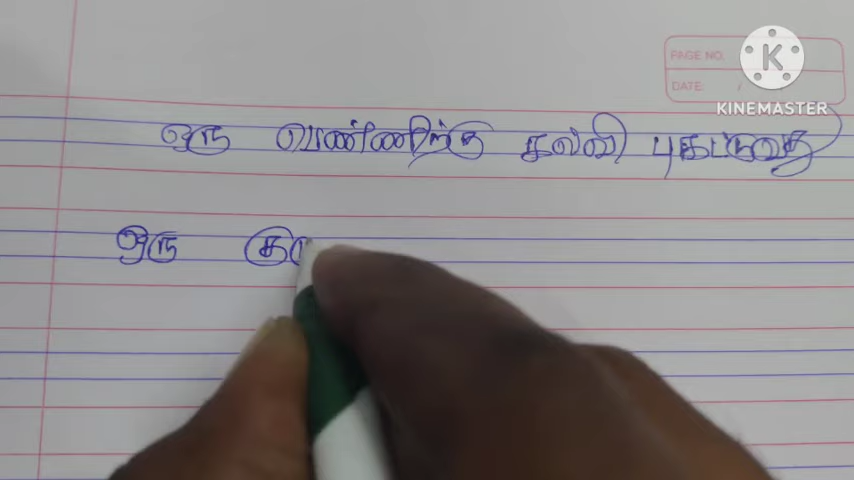 PAGE NO.
DATE: /
KINEMASTER
ஒரு பெண்ணிற்கு கல்வி புகட்டுவது
ஒரு